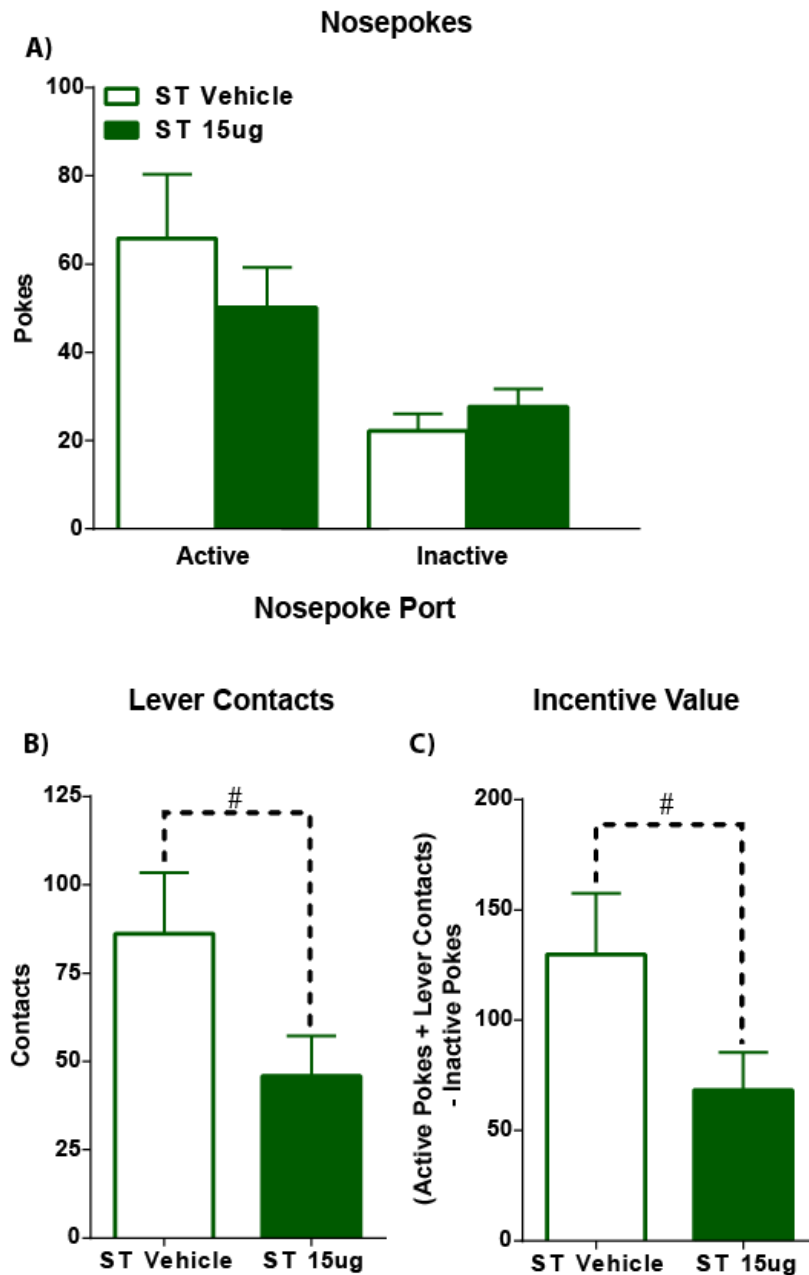 Nosepokes
A)
ST Vehicle
ST 15ug
100
80
60
40
20
0
Pokes
Active
Inactive
Nosepoke Port
Lever Contacts
B)
125
100
75
50
25
0
Contacts
#
ST Vehicle
ST 15ug
Incentive Value
C)
200
150
100
50
0
(Active Pokes + Lever Contacts)
- Inactive Pokes
#
ST Vehicle
ST 15ug